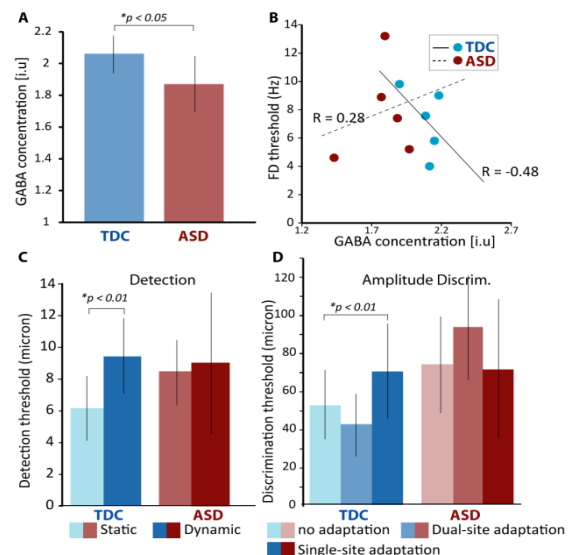 A
*p < 0.05
GABA concentration [i.u]
2.2
2
1.8
1.6
1.4
1.2
1
TDC
ASD
B
TDC
ASD
FD threshold (Hz)
14
12
10
8
6
4
2
0
R = 0.28
R = -0.48
1.2
1.7
2.2
2.7
GABA concentration [i.u]
C
Detection
*p < 0.01
Detection threshold (micron)
14
12
10
8
6
4
2
0
TDC
ASD
Static
Dynamic
D
Amplitude Discrim.
*p < 0.01
Discrimination threshold (micron)
120
100
80
60
40
20
0
TDC
ASD
no adaptation
Dual-site adaptation
Single-site adaptation